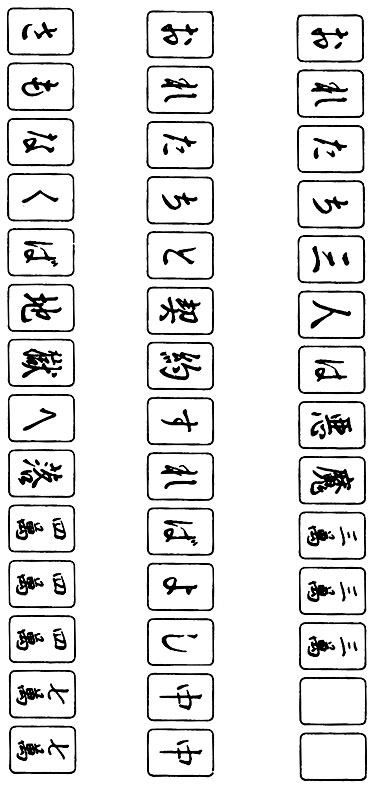 おれたち三人は悪魔三萬三萬三萬
おれたちと契約すればよし中中
さもなくば地獄へ落四萬四萬四萬七萬七萬